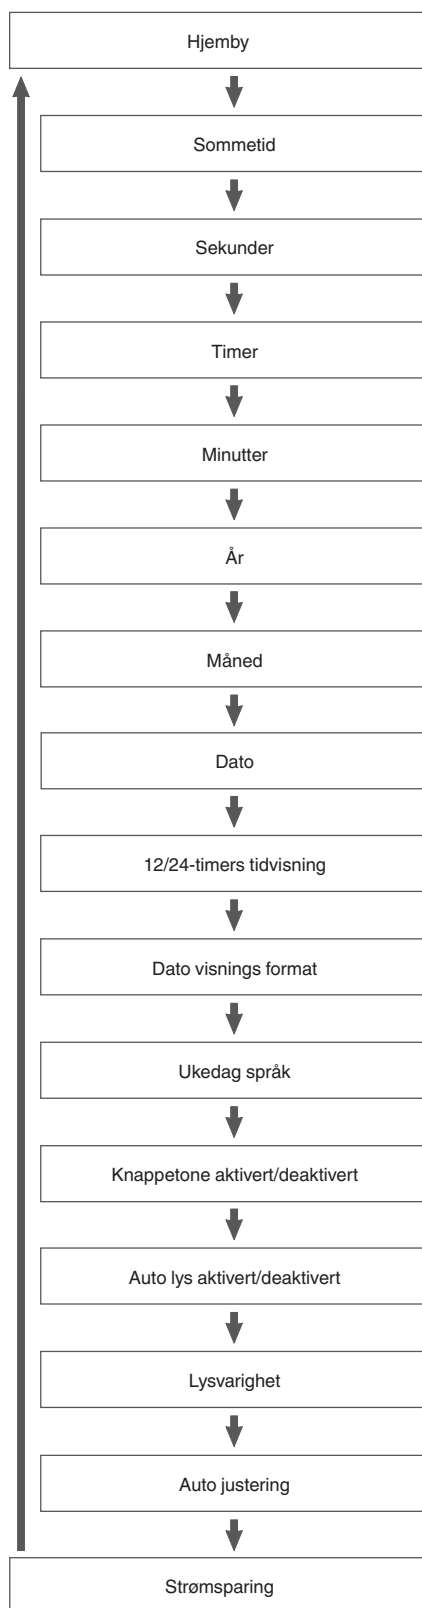 Hjemby
Sommetid
Sekunder
Timer
Minutter
År
Måned
Dato
12/24-timers tidvisning
Dato visnings format
Ukedag språk
Knappetone aktivert/deaktivert
Auto lys aktivert/deaktivert
Lysvarighet
Auto justering
Strømsparing